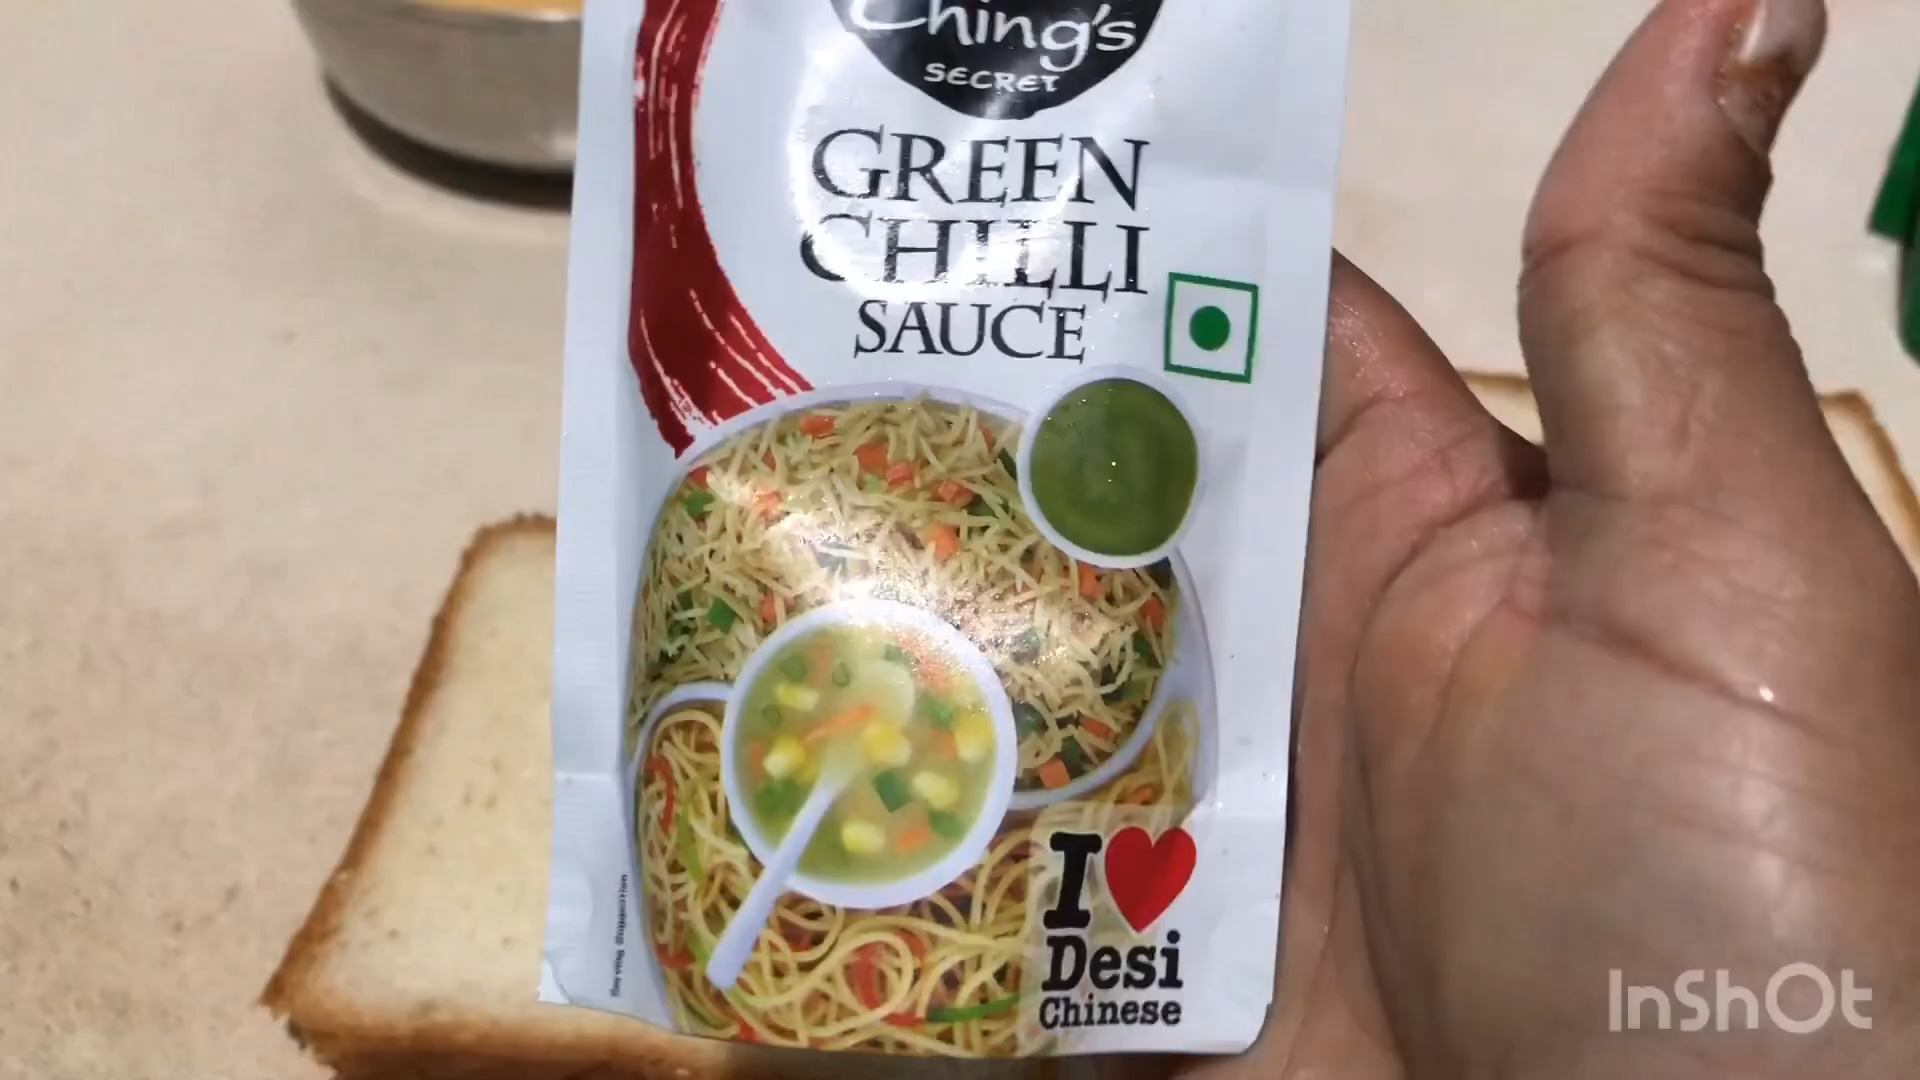 Ching's
SECRET
GREEN
CHILLI
SAUCE
I
Desi
Chinese
InShOt